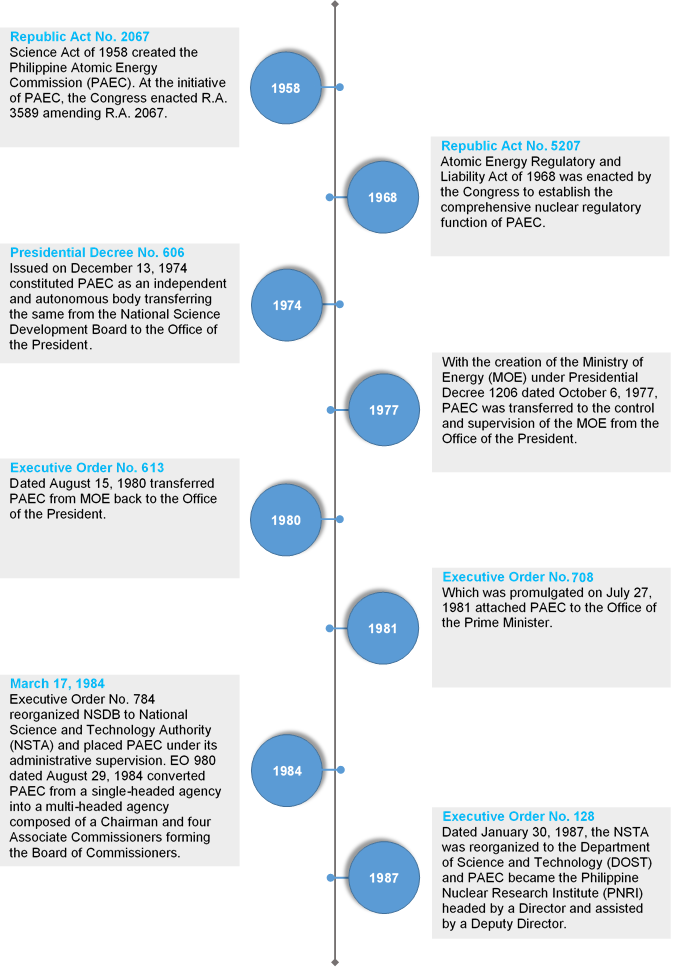 Republic Act No. 2067
Science Act of 1958 created the
Philippine Atomic Energy
Commission (PAEC). At the initiative
of PAEC, the Congress enacted R.A.
3589 amending R.A. 2067.
1958
Republic Act No. 5207
Atomic Energy Regulatory and
Liability Act of 1968 was enacted by
the Congress to establish the
comprehensive nuclear regulatory
function of PAEC.
1968
Presidential Decree No. 606
Issued on December 13, 1974
constituted PAEC as an independent
and autonomous body transferring
the same from the National Science
Development Board to the Office of
the President.
1974
With the creation of the Ministry of
Energy (MOE) under Presidential
Decree 1206 dated October 6, 1977,
PAEC was transferred to the control
and supervision of the MOE from the
Office of the President.
1977
Executive Order No. 613
Dated August 15, 1980 transferred
PAEC from MOE back to the Office
of the President.
1980
Executive Order No.708
Which was promulgated on July 27,
1981 attached PAEC to the Office of
the Prime Minister.
1981
March 17, 1984
Executive Order No. 784
reorganized NSDB to National
Science and Technology Authority
(NSTA) and placed PAEC under its
administrative supervision. EO 980
dated August 29, 1984 converted
PAEC from a single-headed agency
into a multi-headed agency
composed of a Chairman and four
Associate Commissioners forming
the Board of Commissioners.
1984
Executive Order No. 128
Dated January 30, 1987, the NSTA
was reorganized to the Department
of Science and Technology (DOST)
and PAEC became the Philippine
Nuclear Research Institute (PNRI)
headed by a Director and assisted
by a Deputy Director.
1987